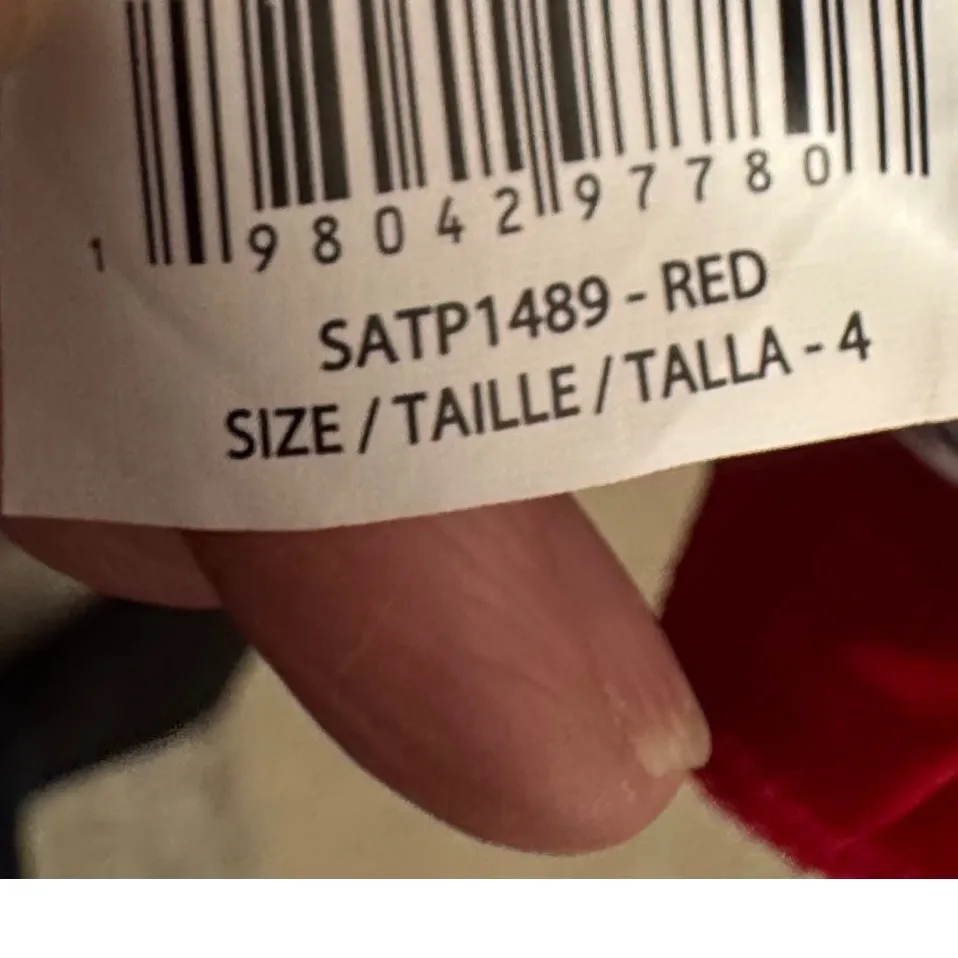 1 98042 97780
SATP1489 - RED
SIZE / TAILLE / TALLA - 4